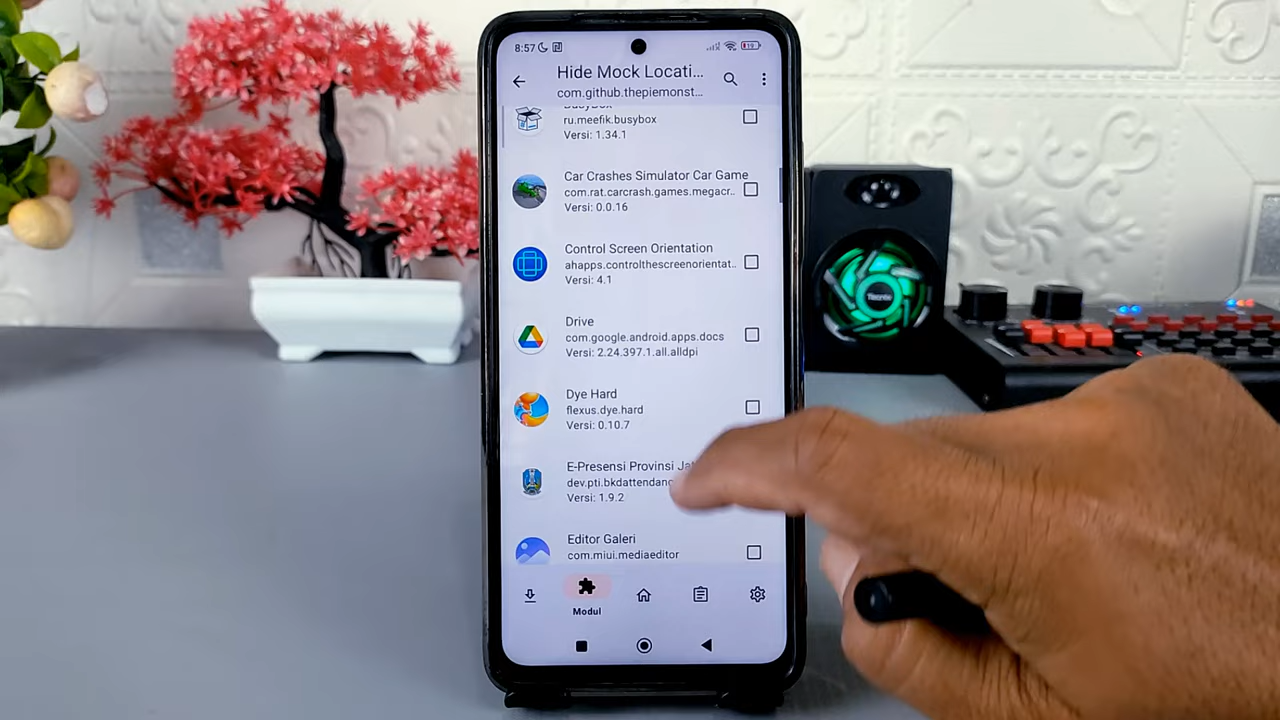 8:57
19
Hide Mock Locati...
com.github.thepiemonst...
BusyBox
ru.meefik.busybox
Versi: 1.34.1
Car Crashes Simulator Car Game
com.rat.carcrash.games.megacr..
Versi: 0.0.16
Control Screen Orientation
ahapps.controlthescreenorientat..
Versi: 4.1
Drive
com.google.android.apps.docs
Versi: 2.24.397.1.all.alldpi
Dye Hard
flexus.dye.hard
Versi: 0.10.7
E-Presensi Provinsi Jat
dev.pti.bkdattendanc
Versi: 1.9.2
Editor Galeri
com.miui.mediaeditor
Modul